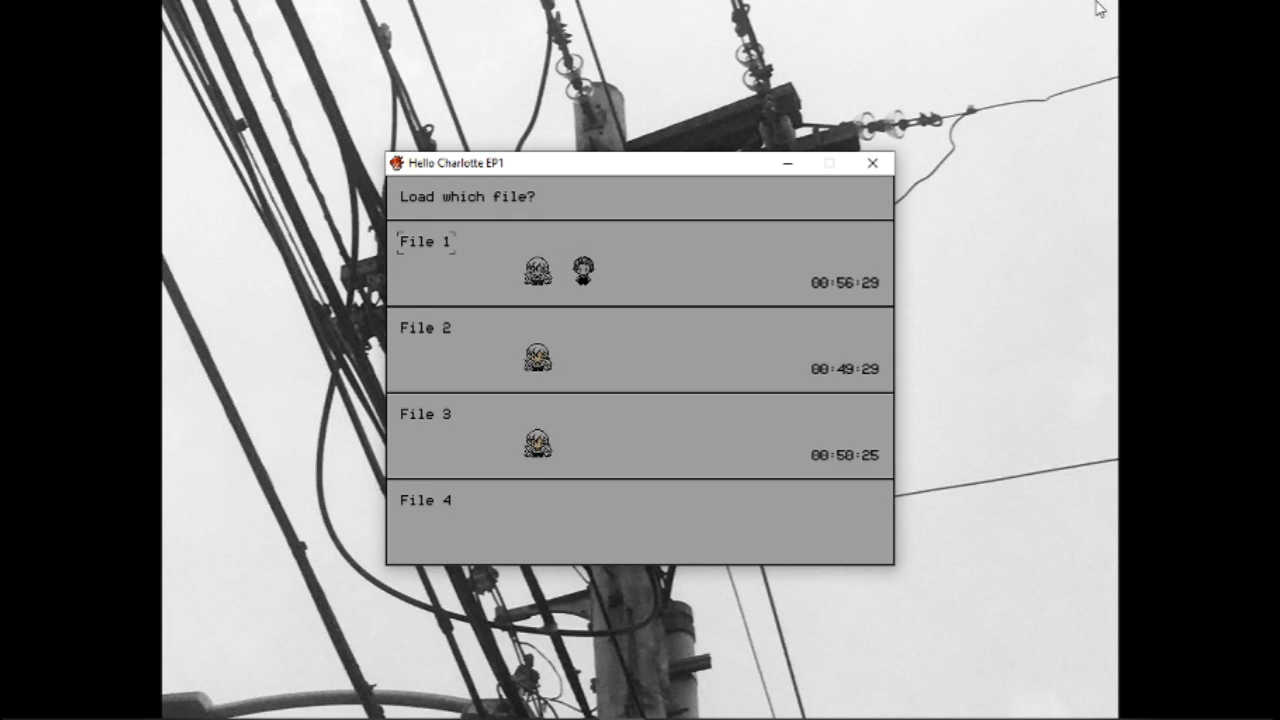 Hello Charlotte EP1
Load which file?
File 1
00:56:29
File 2
00:49:29
File 3
00:50:25
File 4